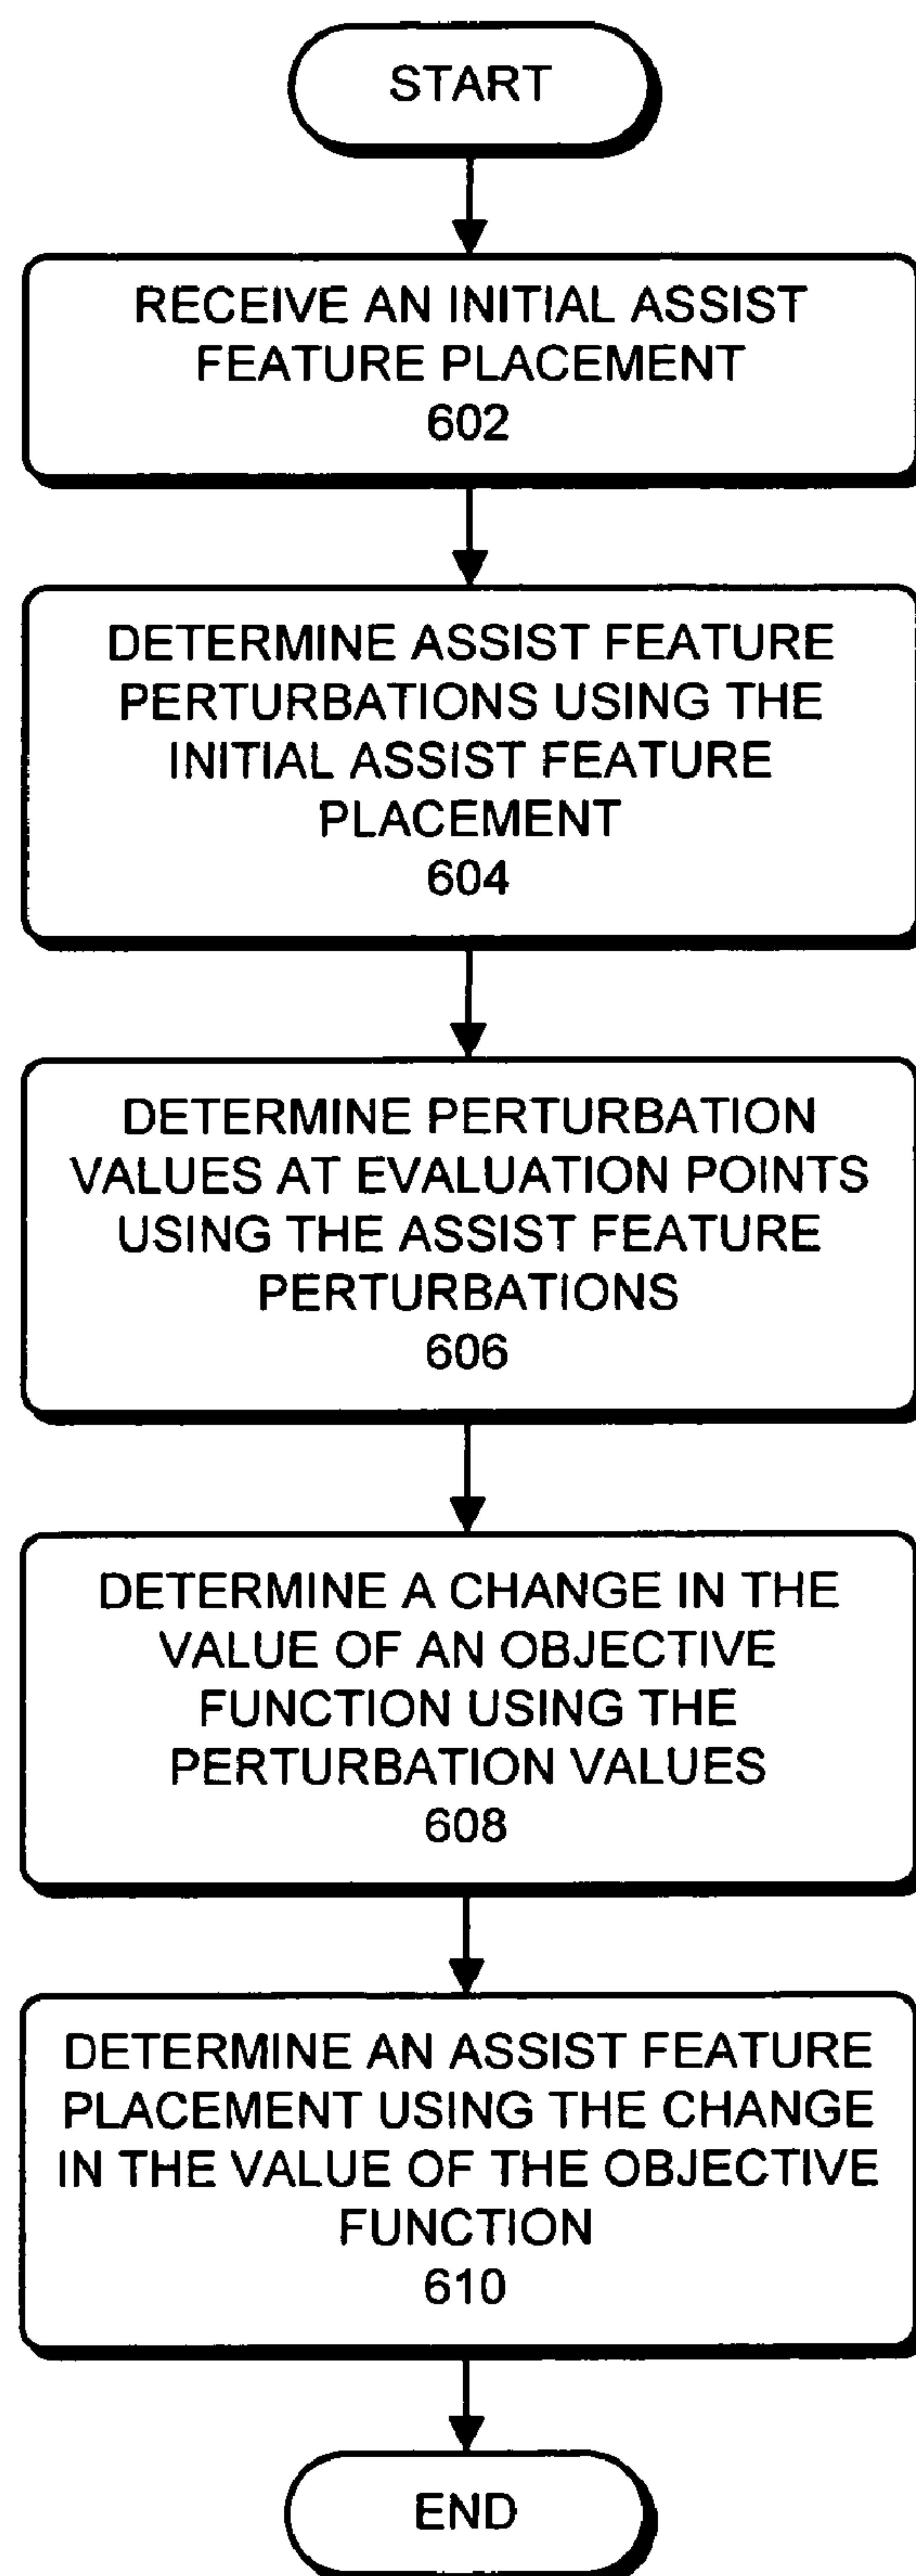 START
RECEIVE AN INITIAL ASSIST
FEATURE PLACEMENT
602
DETERMINE ASSIST FEATURE
PERTURBATIONS USING THE
INITIAL ASSIST FEATURE
PLACEMENT
604
DETERMINE PERTURBATION
VALUES AT EVALUATION POINTS
USING THE ASSIST FEATURE
PERTURBATIONS
606
DETERMINE A CHANGE IN THE
VALUE OF AN OBJECTIVE
FUNCTION USING THE
PERTURBATION VALUES
608
DETERMINE AN ASSIST FEATURE
PLACEMENT USING THE CHANGE
IN THE VALUE OF THE OBJECTIVE
FUNCTION
610
END